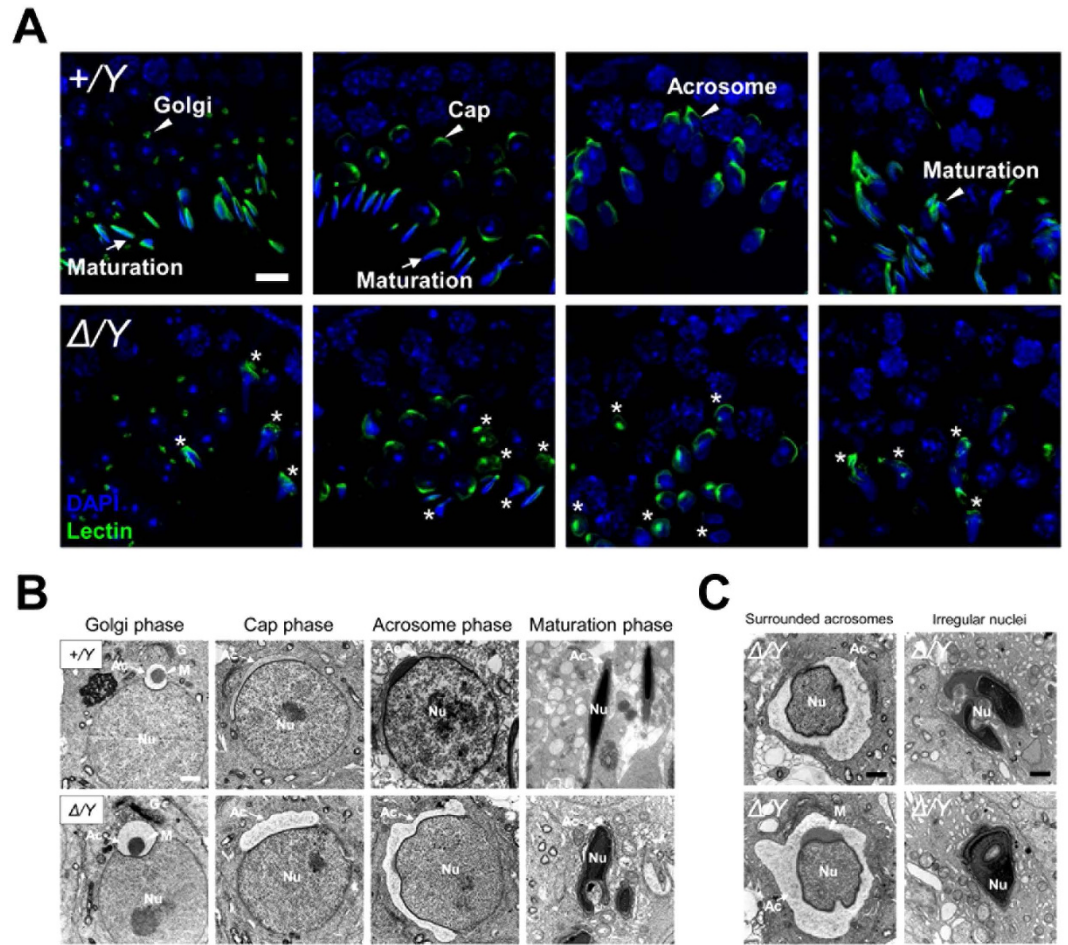 A
+/Y
Golgi
Maturation
Cap
Maturation
Acrosome
Maturation
Δ/Y
* * * *
DAPI
Lectin
* * * * *
* * * * * *
* * * *
B
Golgi phase Cap phase Acrosome phase Maturation phase
+/Y
G
Ac M
Nu
Ac
Nu
Ac
Nu
Ac
Nu
Δ/Y
G
Ac M
Nu
Ac
Nu
Ac
Nu
Ac
Nu
C
Surrounded acrosomes Irregular nuclei
Δ/Y
Ac
Nu
Δ/Y
Nu
Δ/Y
M
Nu
Ac
Δ/Y
Nu